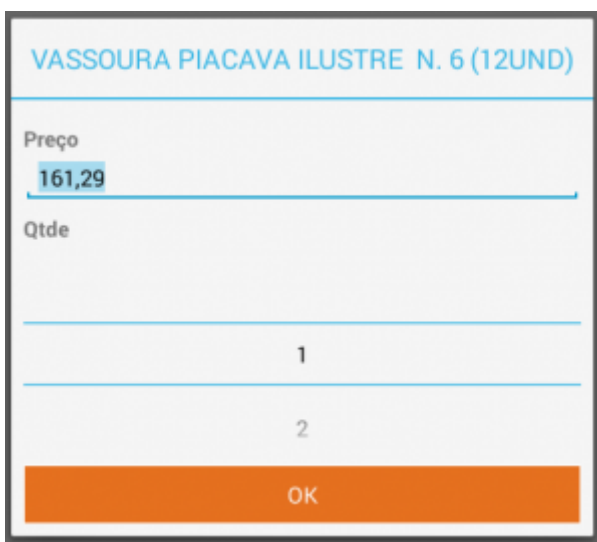 VASSOURA PIACAVA ILUSTRE  N. 6 (12UND)
Preço
161,29
Qtde
1
2
OK